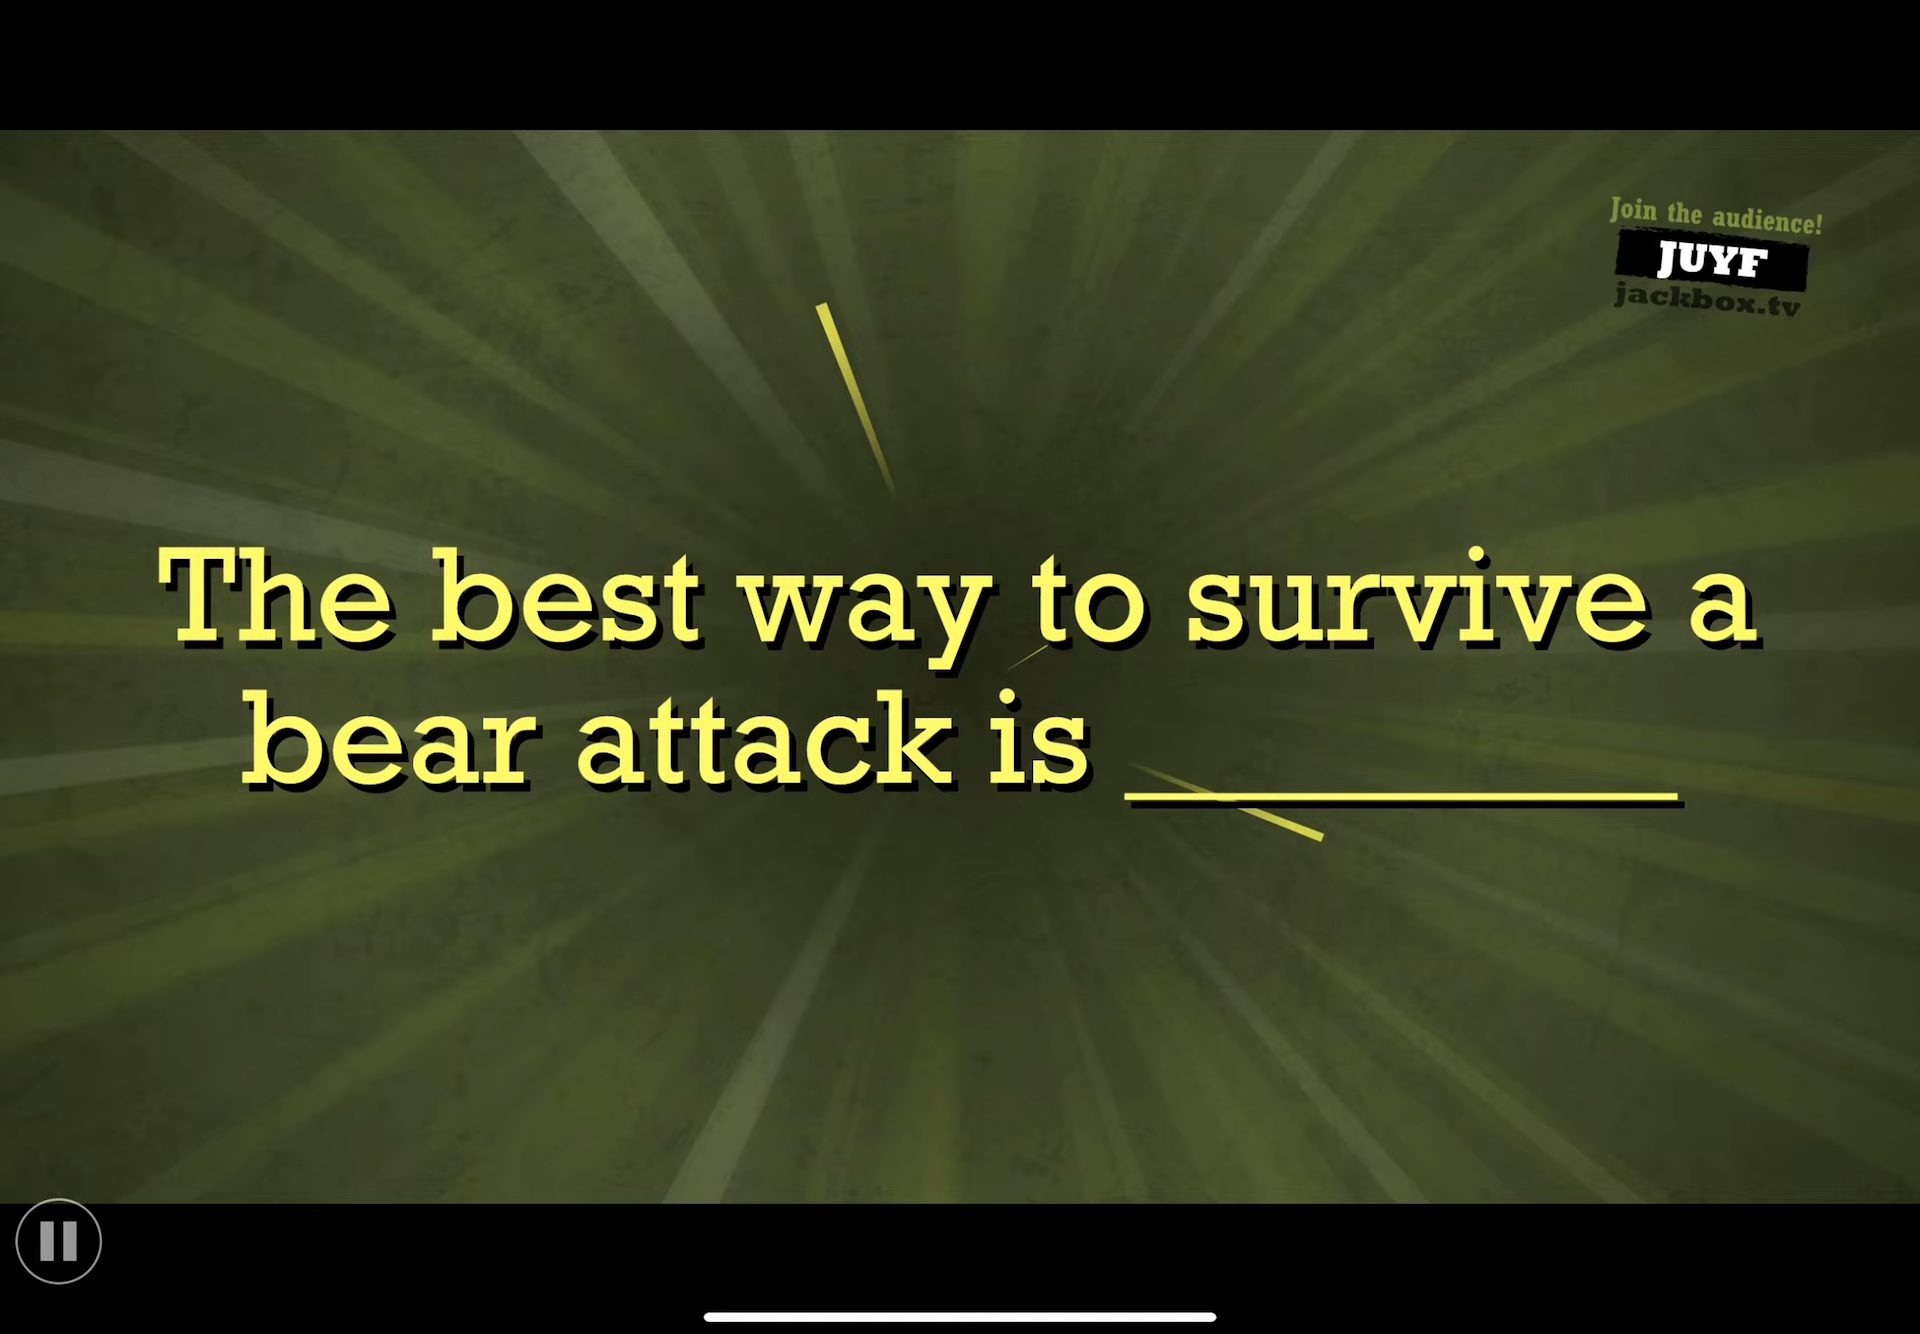 Join the audience!
JUYF
jackbox.tv
The best way to survive a
bear attack is ________